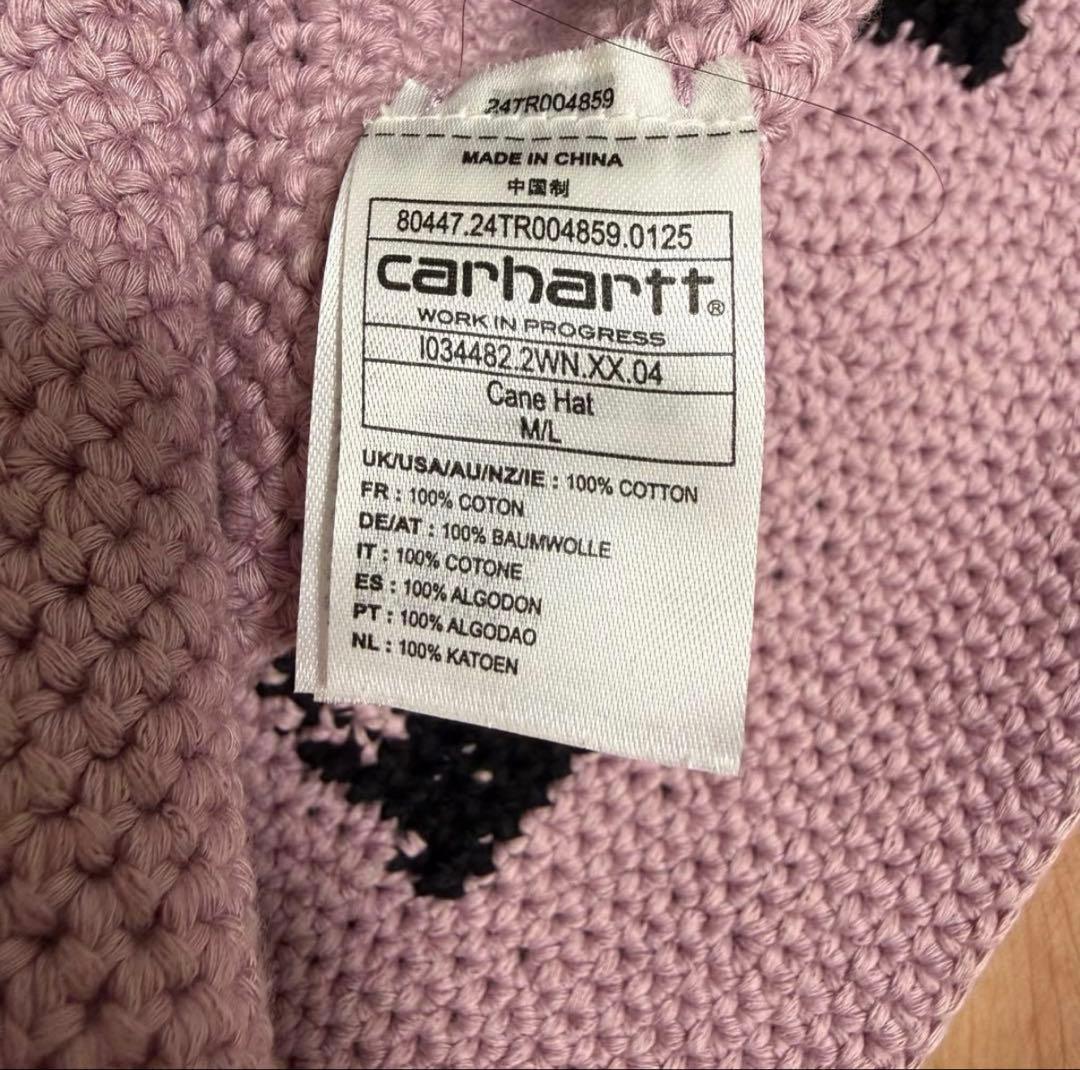 24TR004859
MADE IN CHINA
中国制
80447.24TR004859.0125
carhartt®
WORK IN PROGRESS
I034482.2WN.XX.04
Cane Hat
M/L
UK/USA/AU/NZ/IE : 100% COTTON
FR : 100% COTON
DE/AT : 100% BAUMWOLLE
IT : 100% COTONE
ES : 100% ALGODON
PT : 100% ALGODAO
NL : 100% KATOEN